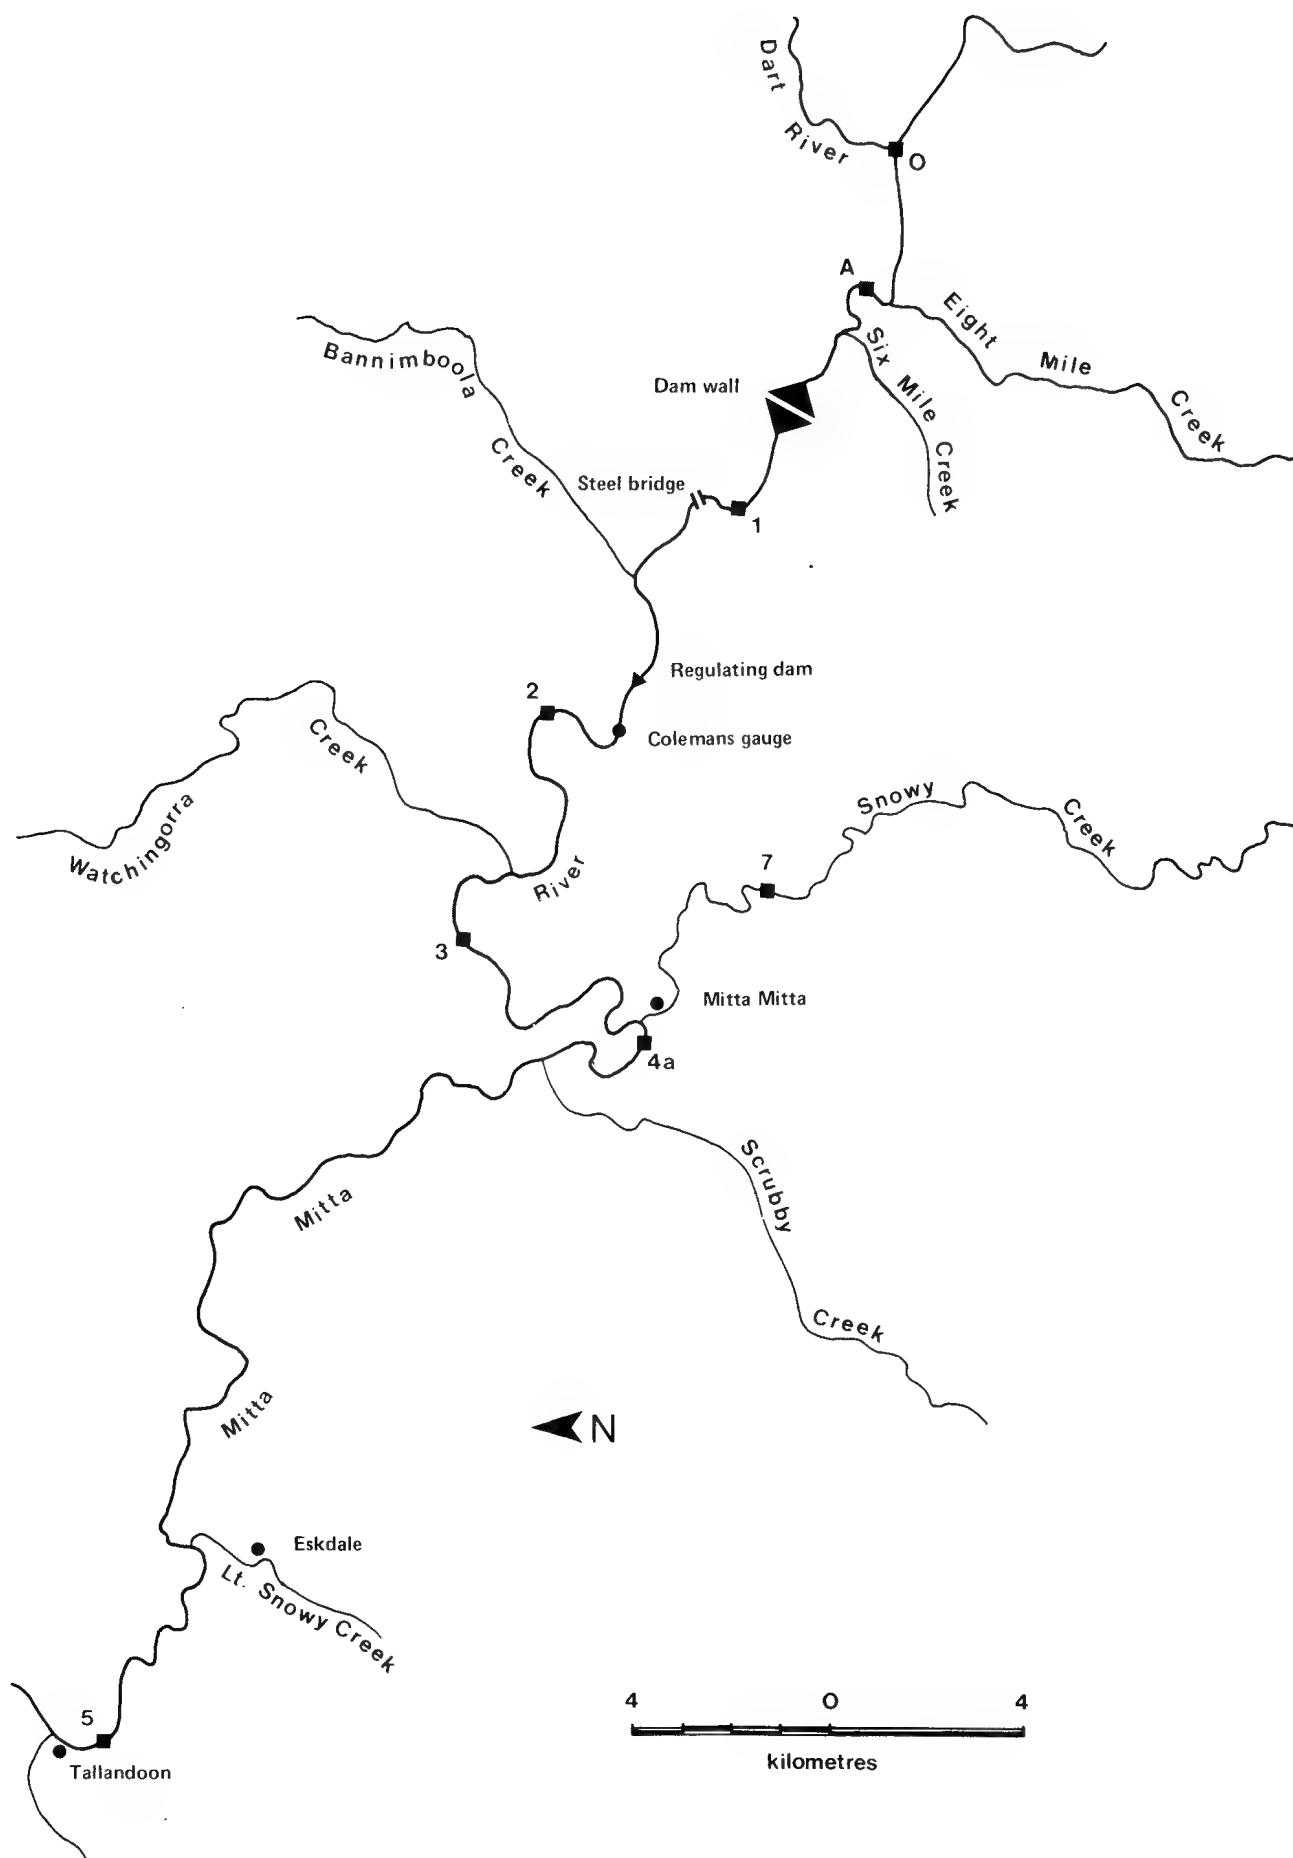 Dart
River
O
A
Eight
Mile
Creek
Six Mile Creek
Bannimboola
Creek
Dam wall
Steel bridge
1
Regulating dam
2
Colemans gauge
Creek
Watchingorra
Snowy
Creek
River
7
3
Mitta Mitta
4a
Scrubby
Creek
Mitta
Mitta
N
Eskdale
Lt. Snowy Creek
5
Tallandoon
4 0 4
kilometres